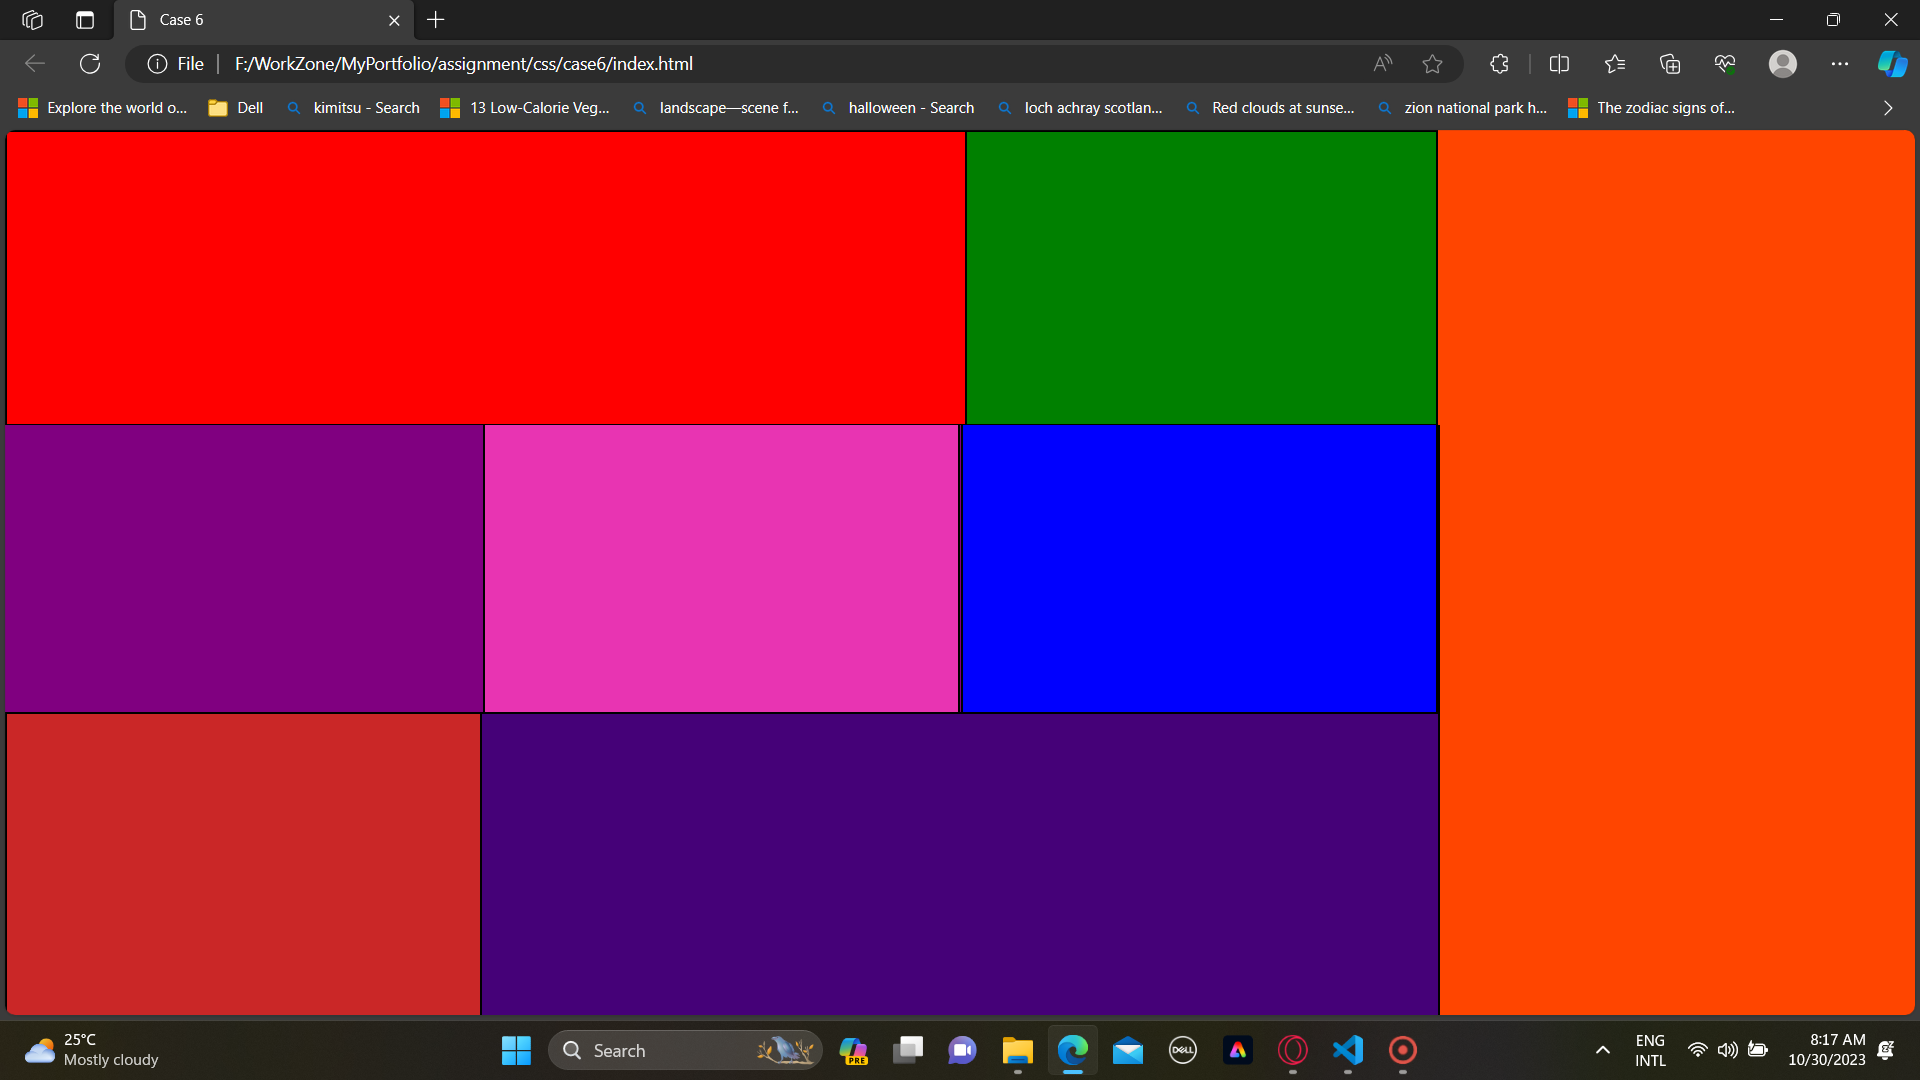 Case 6
File
F:/WorkZone/MyPortfolio/assignment/css/case6/index.html
Explore the world o... Dell kimitsu - Search 13 Low-Calorie Veg... landscape—scene f... halloween - Search loch achray scotlan... Red clouds at sunse... zion national park h... The zodiac signs of...
25°C
Mostly cloudy
Search
PRE
DELL
ENG
INTL
8:17 AM
10/30/2023